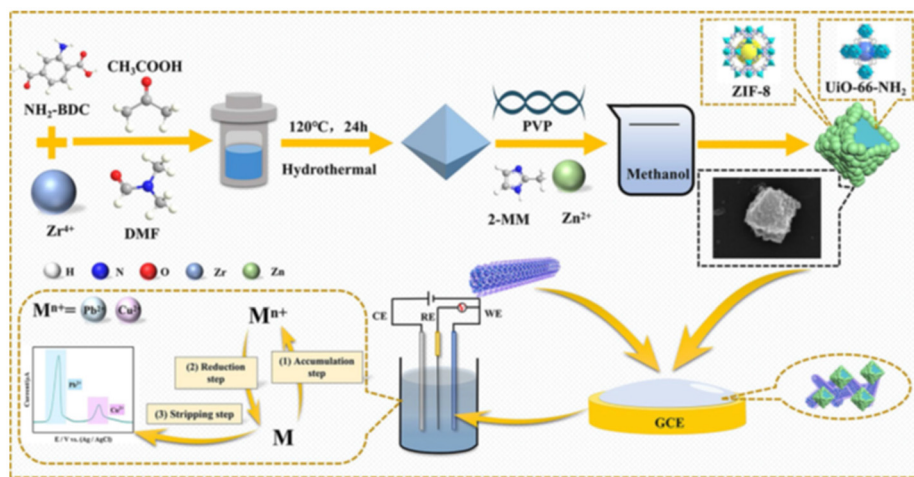 NH₂-BDC
CH₃COOH
Zr⁴⁺
DMF
120℃, 24h
Hydrothermal
PVP
2-MM
Zn²⁺
Methanol
ZIF-8
UiO-66-NH₂
H
N
O
Zr
Zn
Mⁿ⁺=
Pb²⁺
Cu²⁺
Mⁿ⁺
(2) Reduction
step
(1) Accumulation
step
(3) Stripping step
M
Current/μA
Pb²⁺
Cu²⁺
E / V vs. (Ag / AgCl)
CE
RE
WE
GCE